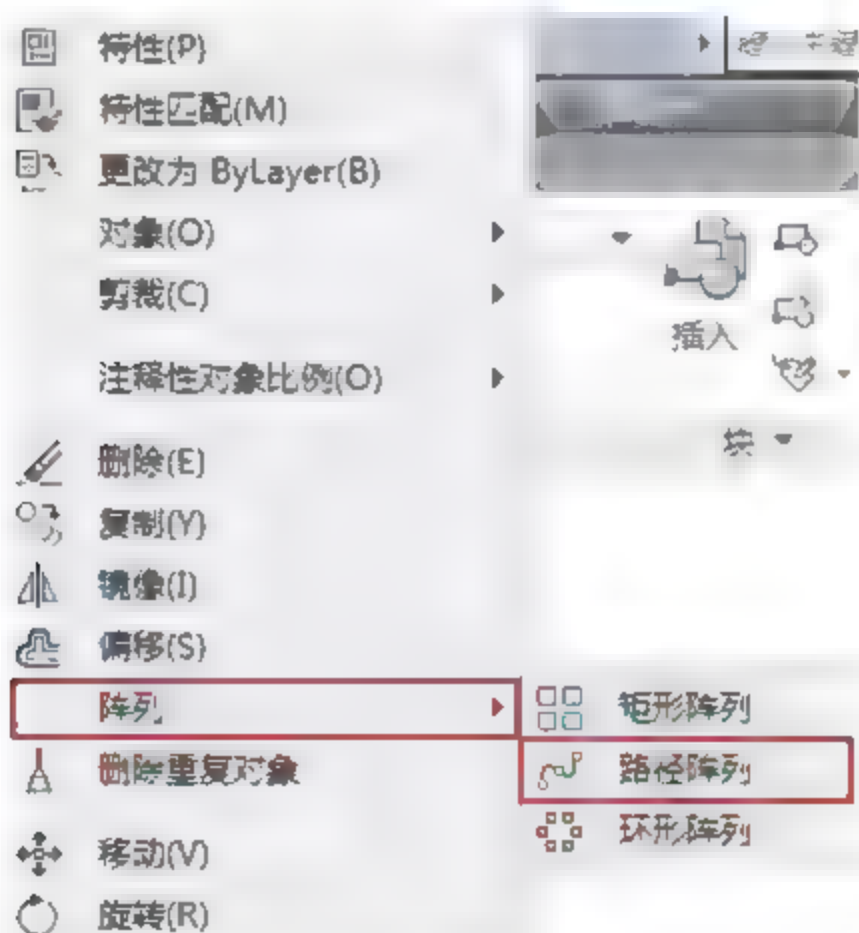 特性(P)
特性匹配(M)
更改为 ByLayer(B)
对象(O)
剪裁(C)
注释性对象比例(O)
删除(E)
复制(Y)
镜像(I)
偏移(S)
阵列
删除重复对象
移动(V)
旋转(R)
插入
块
矩形阵列
路径阵列
环形阵列